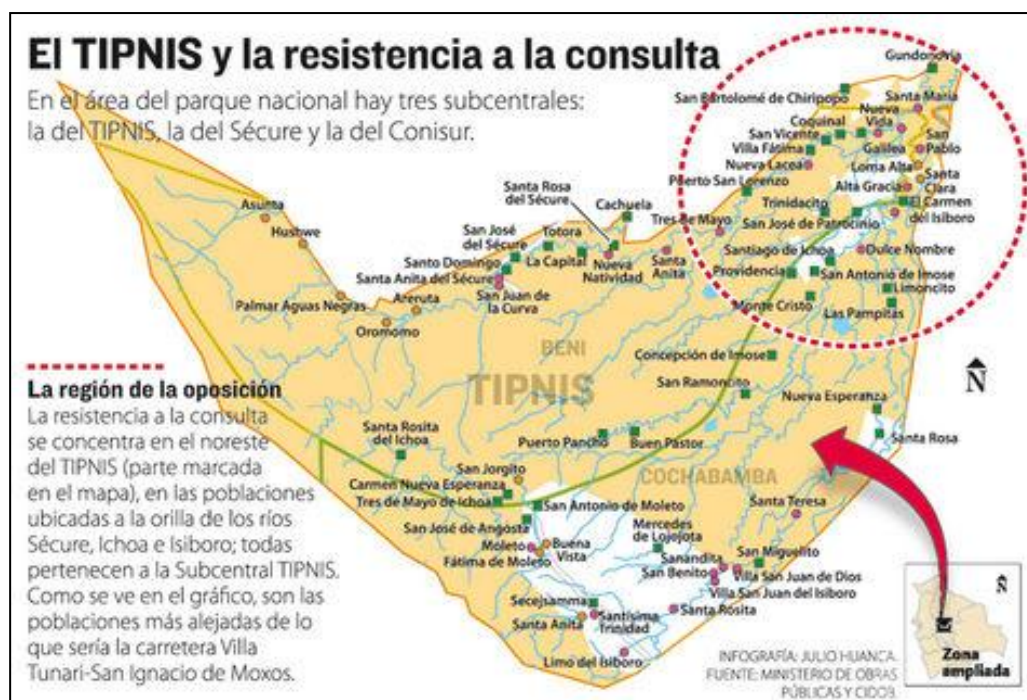 El TIPNIS y la resistencia a la consulta
En el área del parque nacional hay tres subcentrales:
la del TIPNIS, la del Sécure y la del Conisur.
Gundonovia
San Bartolomé de Chiripopo
Santa María
Nueva
Vida
Coquinal
San Vicente
Villa Fátima
Galilea
San
Pablo
Nueva Lacea
Loma Alta
Santa
Clara
Puerto San Lorenzo
Alta Gracia
El Carmen
del Isiboro
Trinidacito
San José de Patrocinio
Santa Rosa
del Sécure
Cachuela
Tres de Mayo
Asunta
Hushwe
San José
del Sécure
Totora
La Capital
Santo Domingo
Santa Anita del Sécure
Nueva
Natividad
Santa
Anita
Santiago de Ichoa
Dulce Nombre
Providencia
San Antonio de Imose
Limoncito
San Juan de
la Curva
Areruta
Palmar Aguas Negras
Oromomo
Monte Cristo
Las Pampitas
BENI
TIPNIS
Concepción de Imose
N
San Ramoncito
Nueva Esperanza
La región de la oposición
La resistencia a la consulta
se concentra en el noreste
del TIPNIS (parte marcada
en el mapa), en las poblaciones
ubicadas a la orilla de los ríos
Sécure, Ichoa e Isiboro; todas
pertenecen a la Subcentral TIPNIS.
Como se ve en el gráfico, son las
poblaciones más alejadas de lo
que sería la carretera Villa
Tunari-San Ignacio de Moxos.
Santa Rosita
del Ichoa
Puerto Pancho
Buen Pastor
Santa Rosa
COCHABAMBA
San Jorgito
Carmen Nueva Esperanza
Tres de Mayo de Ichoa
San Antonio de Moleto
Santa Teresa
San José de Angosta
Mercedes
de Lojojota
Moleto
Buena
Vista
Fátima de Moleto
Sanandita
San Miguelito
San Benito
Villa San Juan de Dios
Villa San Juan del Isiboro
Secejsamma
Santa Rosita
Santa Anita
Santísima
Trinidad
Limo del Isiboro
N
Zona
ampliada
INFOGRAFÍA: JULIO HUANCA.
FUENTE: MINISTERIO DE OBRAS
PÚBLICAS Y CIDOB.